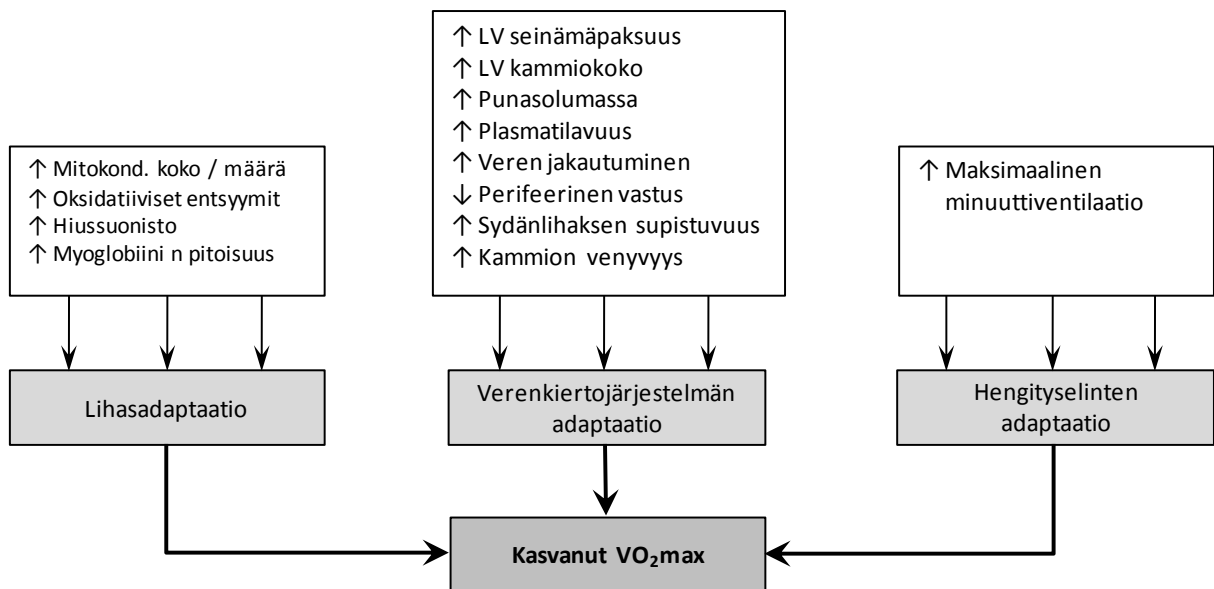 ↑ Mitokond. koko / määrä
↑ Oksidatiiviset entsyymit
↑ Hiussuonisto
↑ Myoglobiini n pitoisuus
↑ LV seinämäpaksuus
↑ LV kammiokoko
↑ Punasolumassa
↑ Plasmatilavuus
↑ Veren jakautuminen
↓ Perifeerinen vastus
↑ Sydänlihaksen supistuvuus
↑ Kammion venyvyys
↑ Maksimaalinen
minuuttiventilaatio
Lihasadaptaatio
Verenkiertojärjestelmän
adaptaatio
Hengityselinten
adaptaatio
Kasvanut VO₂max